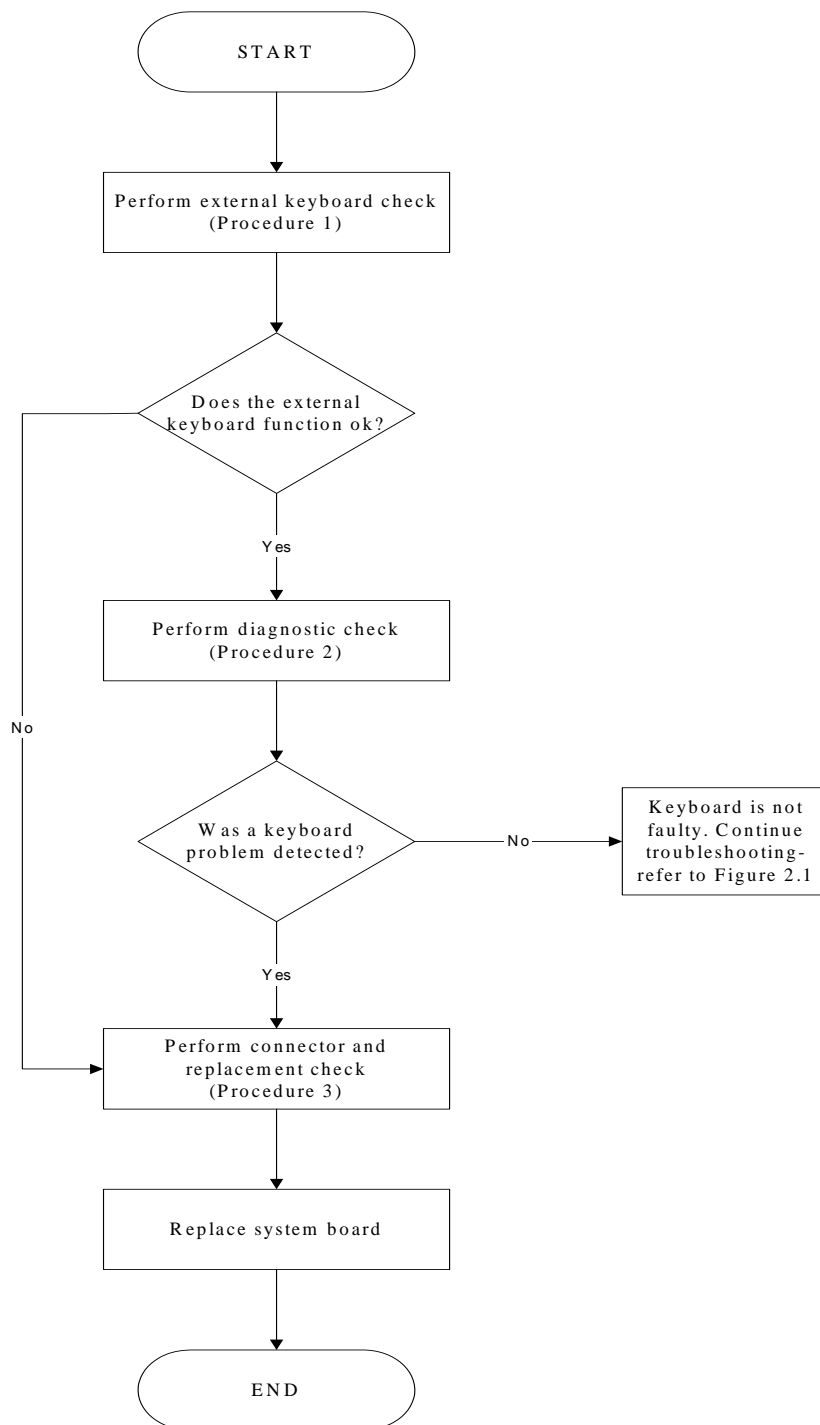 START
Perform external keyboard check
(Procedure 1)
Does the external
keyboard function ok?
Yes
Perform diagnostic check
(Procedure 2)
No
Was a keyboard
problem detected?
No
Keyboard is not
faulty. Continue
troubleshooting-
refer to Figure 2.1
Yes
Perform connector and
replacement check
(Procedure 3)
Replace system board
END